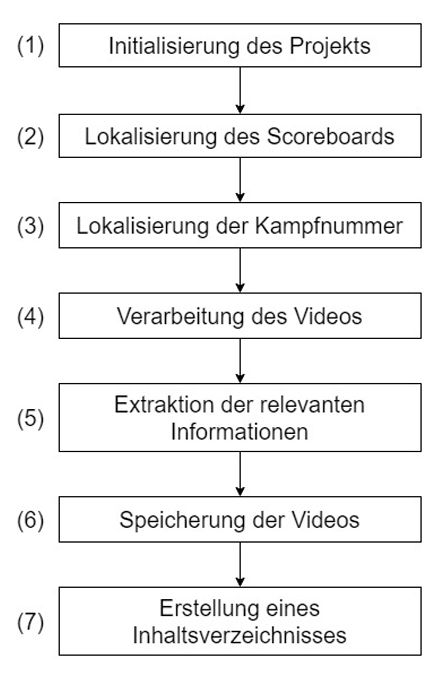 (1) Initialisierung des Projekts
(2) Lokalisierung des Scoreboards
(3) Lokalisierung der Kampfnummer
(4) Verarbeitung des Videos
(5) Extraktion der relevanten
Informationen
(6) Speicherung der Videos
(7) Erstellung eines
Inhaltsverzeichnisses